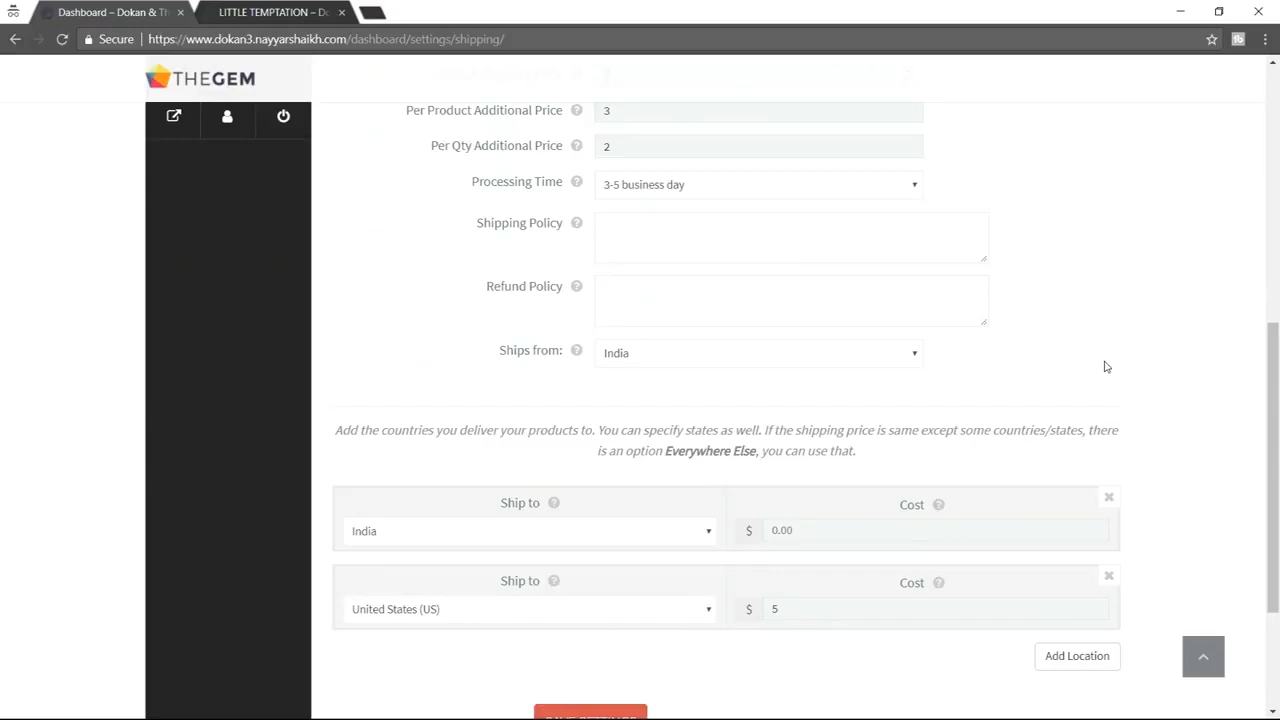 Dashboard – Dokan & Th
LITTLE TEMPTATION – Do
Secure
https://www.dokan3.nayyarshaikh.com/dashboard/settings/shipping/
THEGEM
Per Product Additional Price
3
Per Qty Additional Price
2
Processing Time
3-5 business day
Shipping Policy
Refund Policy
Ships from:
India
Add the countries you deliver your products to. You can specify states as well. If the shipping price is same except some countries/states, there
is an option Everywhere Else, you can use that.
Ship to
Cost
India
$ 0.00
Ship to
Cost
United States (US)
$ 5
Add Location
SAVE SETTINGS